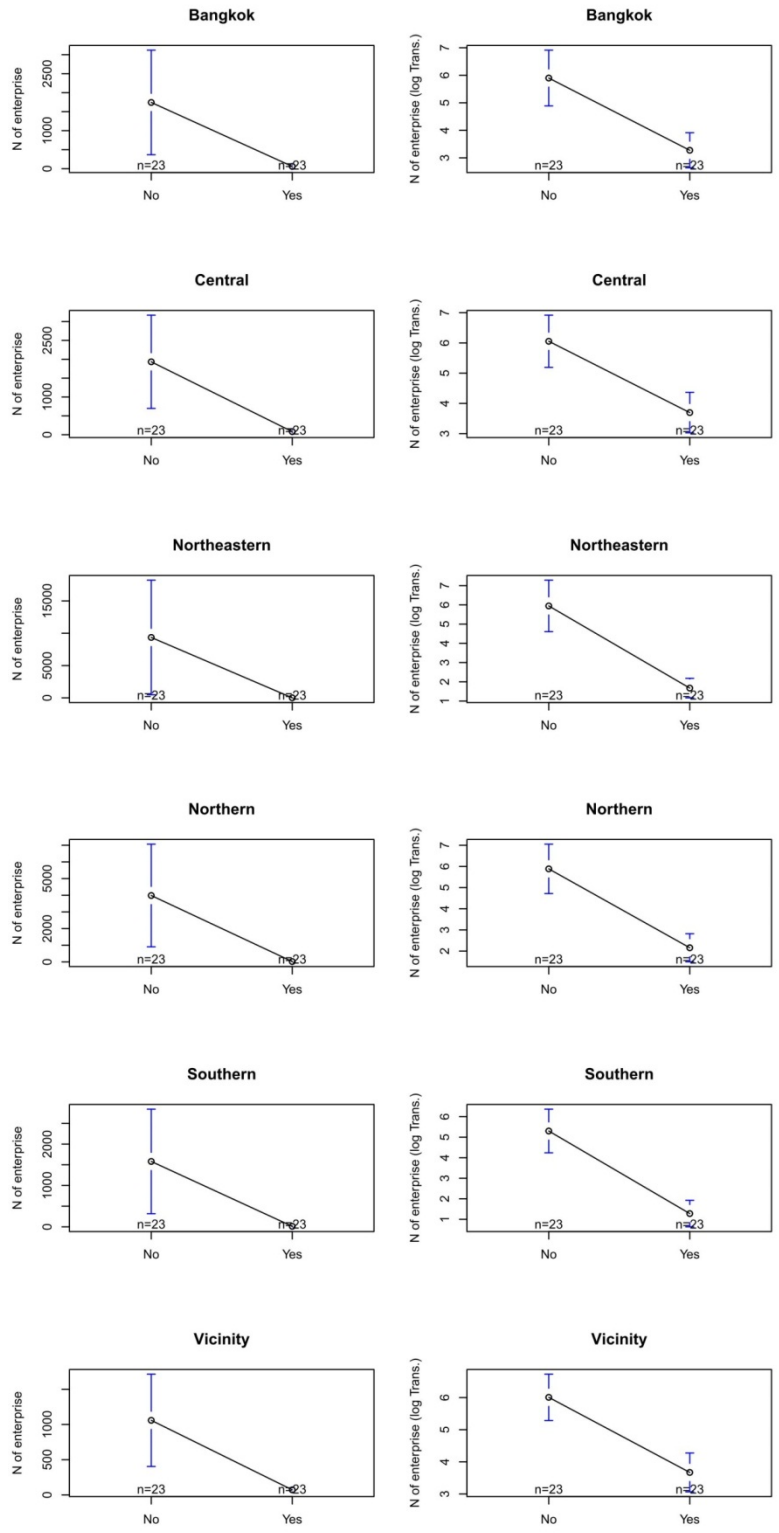 Bangkok
N of enterprise
0 1000 2500
n=23 n=23
No Yes
Bangkok
N of enterprise (log Trans.)
3 4 5 6 7
n=23 n=23
No Yes
Central
N of enterprise
0 1000 2500
n=23 n=23
No Yes
Central
N of enterprise (log Trans.)
3 4 5 6 7
n=23 n=23
No Yes
Northeastern
N of enterprise
0 5000 15000
n=23 n=23
No Yes
Northeastern
N of enterprise (log Trans.)
1 2 3 4 5 6 7
n=23 n=23
No Yes
Northern
N of enterprise
0 2000 5000
n=23 n=23
No Yes
Northern
N of enterprise (log Trans.)
2 3 4 5 6 7
n=23 n=23
No Yes
Southern
N of enterprise
0 1000 2000
n=23 n=23
No Yes
Southern
N of enterprise (log Trans.)
1 2 3 4 5 6
n=23 n=23
No Yes
Vicinity
N of enterprise
0 500 1000
n=23 n=23
No Yes
Vicinity
N of enterprise (log Trans.)
3 4 5 6
n=23 n=23
No Yes